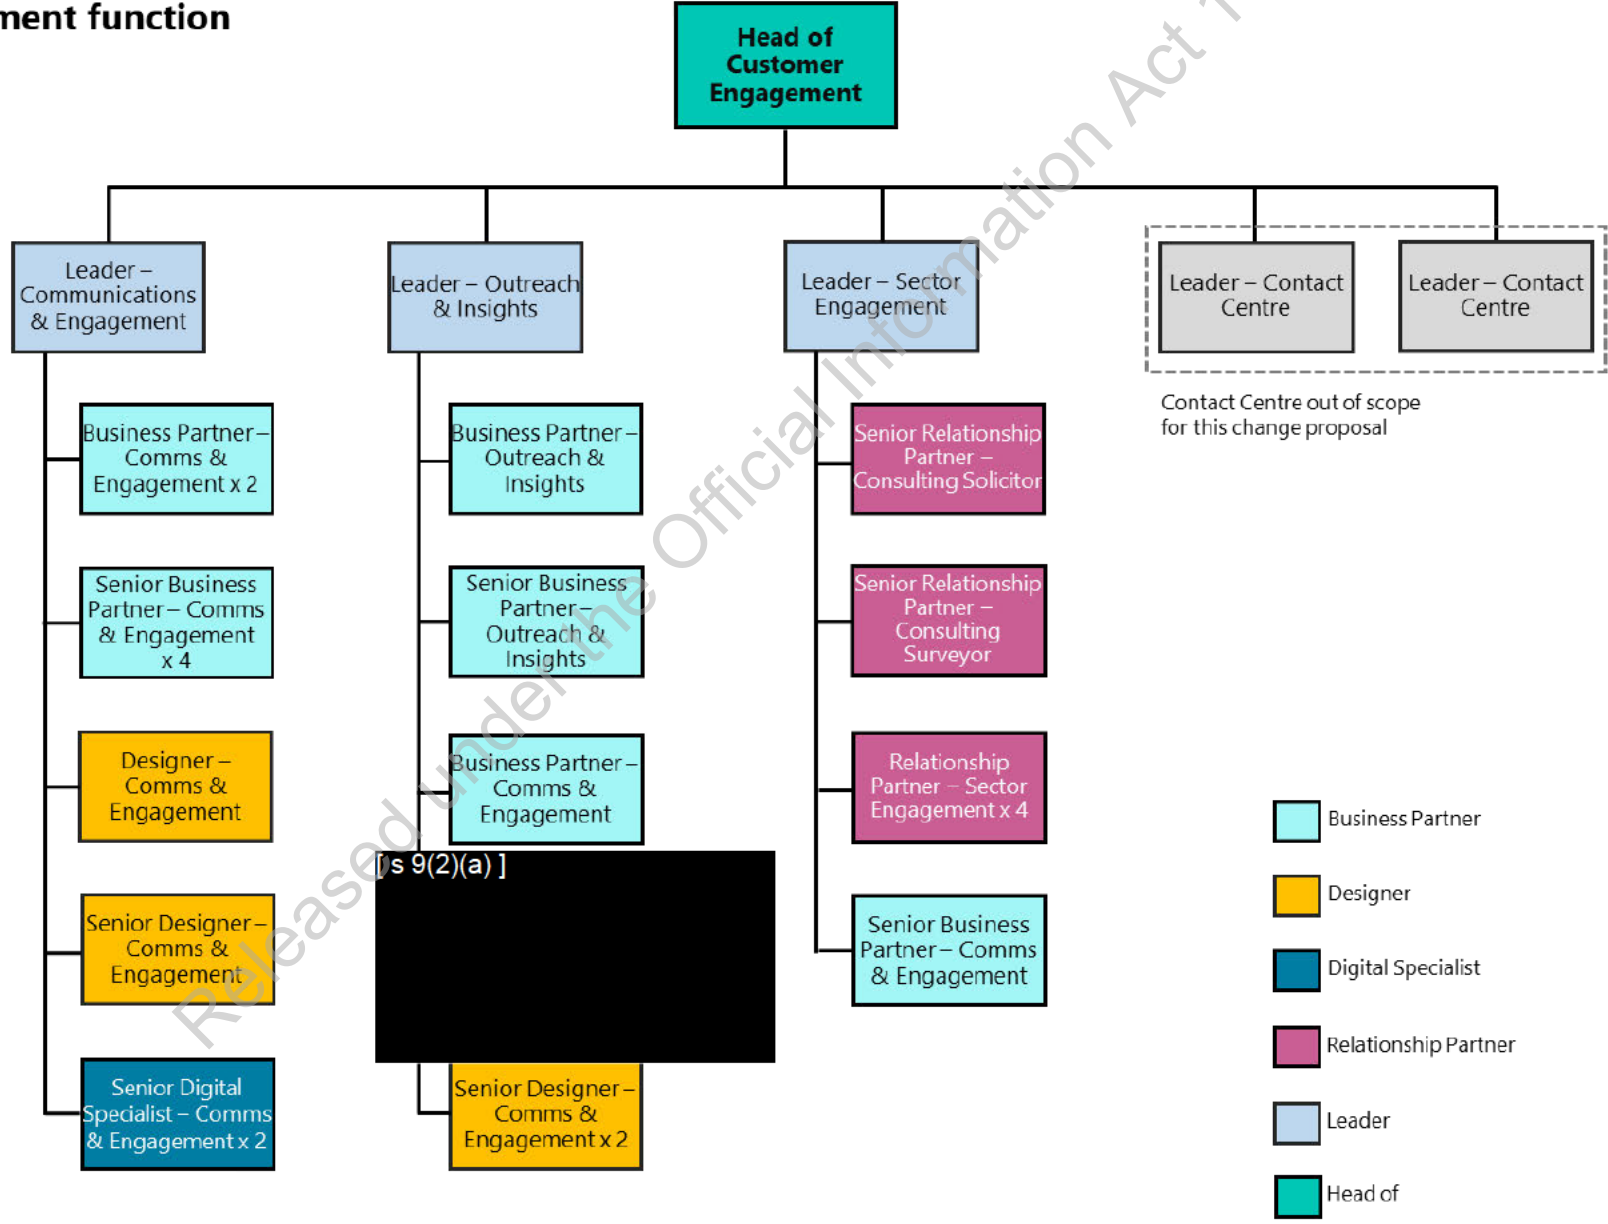 ment function
Head of
Customer
Engagement
Leader –
Communications
& Engagement
Leader – Outreach
& Insights
Leader – Sector
Engagement
Leader – Contact
Centre
Leader – Contact
Centre
Contact Centre out of scope
for this change proposal
Business Partner –
Comms &
Engagement x 2
Senior Business
Partner – Comms
& Engagement
x 4
Designer –
Comms &
Engagement
Senior Designer –
Comms &
Engagement
Senior Digital
Specialist – Comms
& Engagement x 2
Business Partner –
Outreach &
Insights
Senior Business
Partner –
Outreach &
Insights
Business Partner –
Comms &
Engagement
[ s 9(2)(a) ]
Senior Designer –
Comms &
Engagement x 2
Senior Relationship
Partner –
Consulting Solicitor
Senior Relationship
Partner –
Consulting
Surveyor
Relationship
Partner – Sector
Engagement x 4
Senior Business
Partner – Comms
& Engagement
Business Partner
Designer
Digital Specialist
Relationship Partner
Leader
Head of
Released under the Official Information Act 1